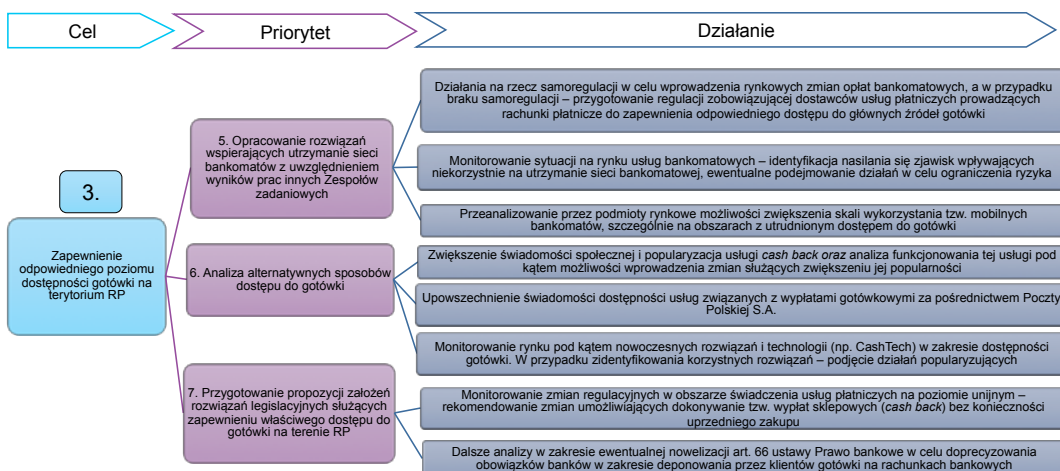 Cel
Priorytet
Działanie
3.
Zapewnienie
odpowiedniego poziomu
dostępności gotówki na
terytorium RP
5. Opracowanie rozwiązań
wspierających utrzymanie sieci
bankomatów z uwzględnieniem
wyników prac innych Zespołów
zadaniowych
Działania na rzecz samoregulacji w celu wprowadzenia rynkowych zmian opłat bankomatowych, a w przypadku
braku samoregulacji – przygotowanie regulacji zobowiązującej dostawców usług płatniczych prowadzących
rachunki płatnicze do zapewnienia odpowiedniego dostępu do głównych źródeł gotówki
Monitorowanie sytuacji na rynku usług bankomatowych – identyfikacja nasilania się zjawisk wpływających
niekorzystnie na utrzymanie sieci bankomatowej, ewentualne podejmowanie działań w celu ograniczenia ryzyka
Przeanalizowanie przez podmioty rynkowe możliwości zwiększenia skali wykorzystania tzw. mobilnych
bankomatów, szczególnie na obszarach z utrudnionym dostępem do gotówki
6. Analiza alternatywnych sposobów
dostępu do gotówki
Zwiększenie świadomości społecznej i popularyzacja usługi cash back oraz analiza funkcjonowania tej usługi pod
kątem możliwości wprowadzenia zmian służących zwiększeniu jej popularności
Upowszechnienie świadomości dostępności usług związanych z wypłatami gotówkowymi za pośrednictwem Poczty
Polskiej S.A.
Monitorowanie rynku pod kątem nowoczesnych rozwiązań i technologii (np. CashTech) w zakresie dostępności
gotówki. W przypadku zidentyfikowania korzystnych rozwiązań – podjęcie działań popularyzujących
7. Przygotowanie propozycji założeń
rozwiązań legislacyjnych służących
zapewnieniu właściwego dostępu do
gotówki na terenie RP
Monitorowanie zmian regulacyjnych w obszarze świadczenia usług płatniczych na poziomie unijnym –
rekomendowanie zmian umożliwiających dokonywanie tzw. wypłat sklepowych (cash back) bez konieczności
uprzedniego zakupu
Dalsze analizy w zakresie ewentualnej nowelizacji art. 66 ustawy Prawo bankowe w celu doprecyzowania
obowiązków banków w zakresie deponowania przez klientów gotówki na rachunkach bankowych